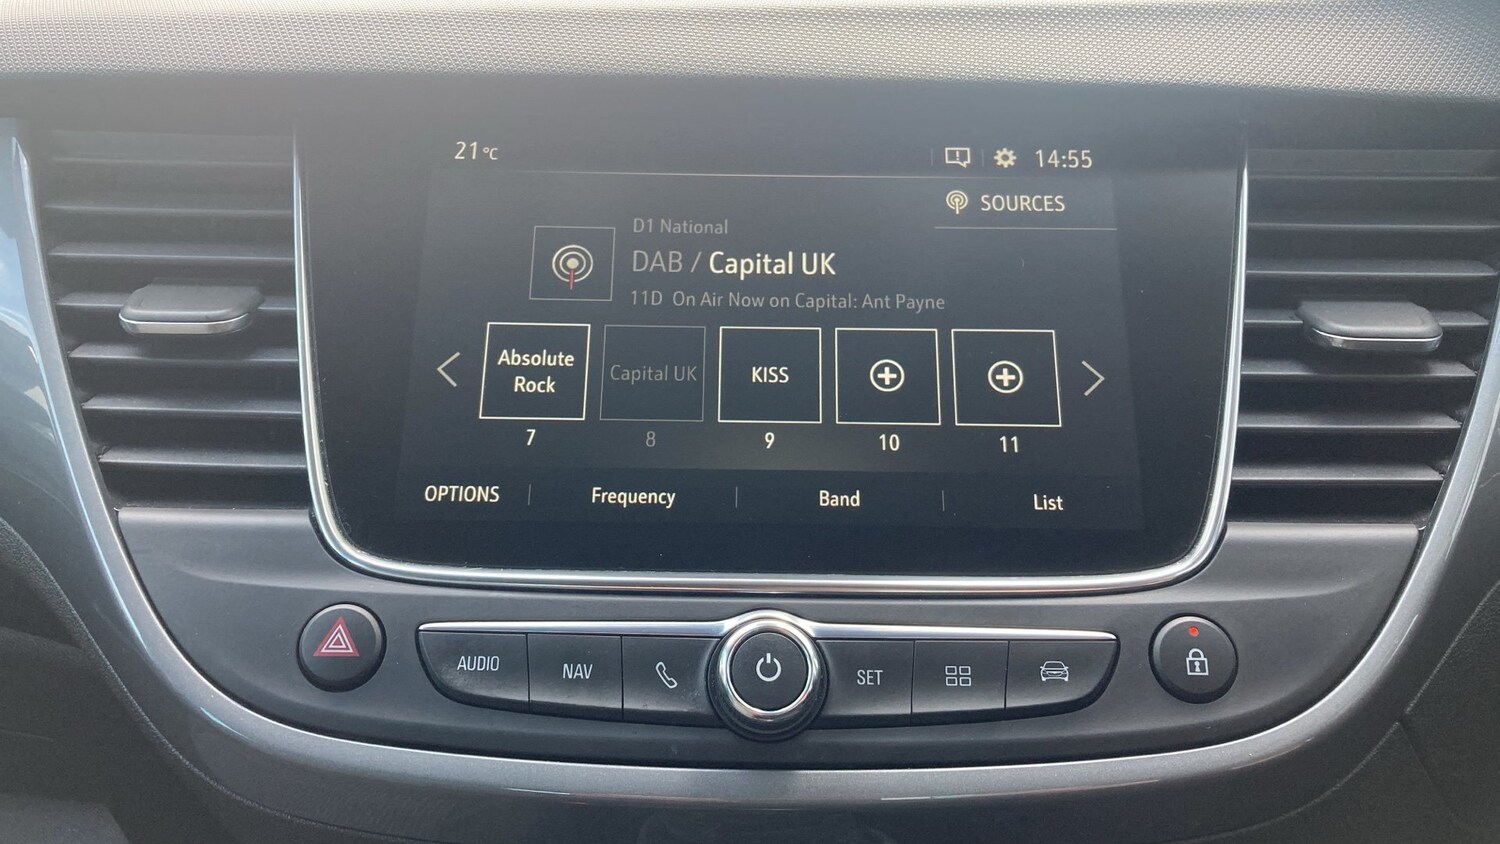 21°C
14:55
SOURCES
D1 National
DAB / Capital UK
11D On Air Now on Capital: Ant Payne
Absolute
Rock
Capital UK
KISS
7
8
9
10
11
OPTIONS
Frequency
Band
List
AUDIO
NAV
SET